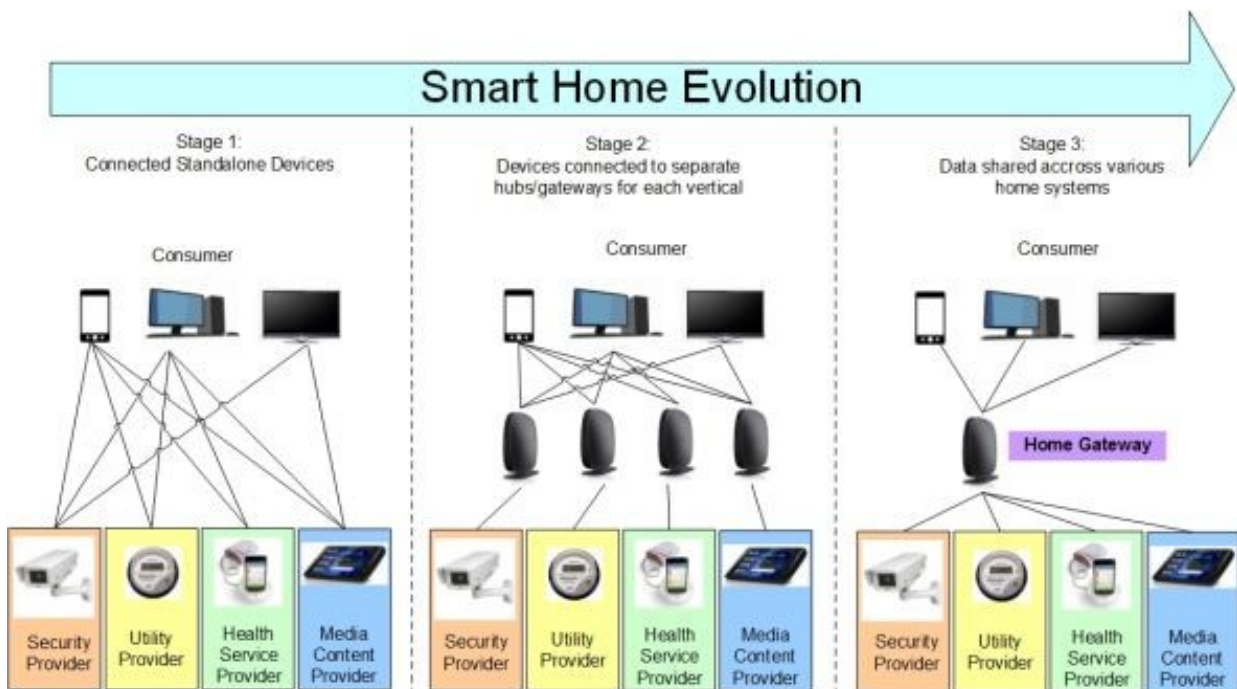 Smart Home Evolution
Stage 1:
Connected Standalone Devices
Stage 2:
Devices connected to separate
hubs/gateways for each vertical
Stage 3:
Data shared accross various
home systems
Consumer
Consumer
Consumer
Home Gateway
Security
Provider
Utility
Provider
Health
Service
Provider
Media
Content
Provider
Security
Provider
Utility
Provider
Health
Service
Provider
Media
Content
Provider
Security
Provider
Utility
Provider
Health
Service
Provider
Media
Content
Provider